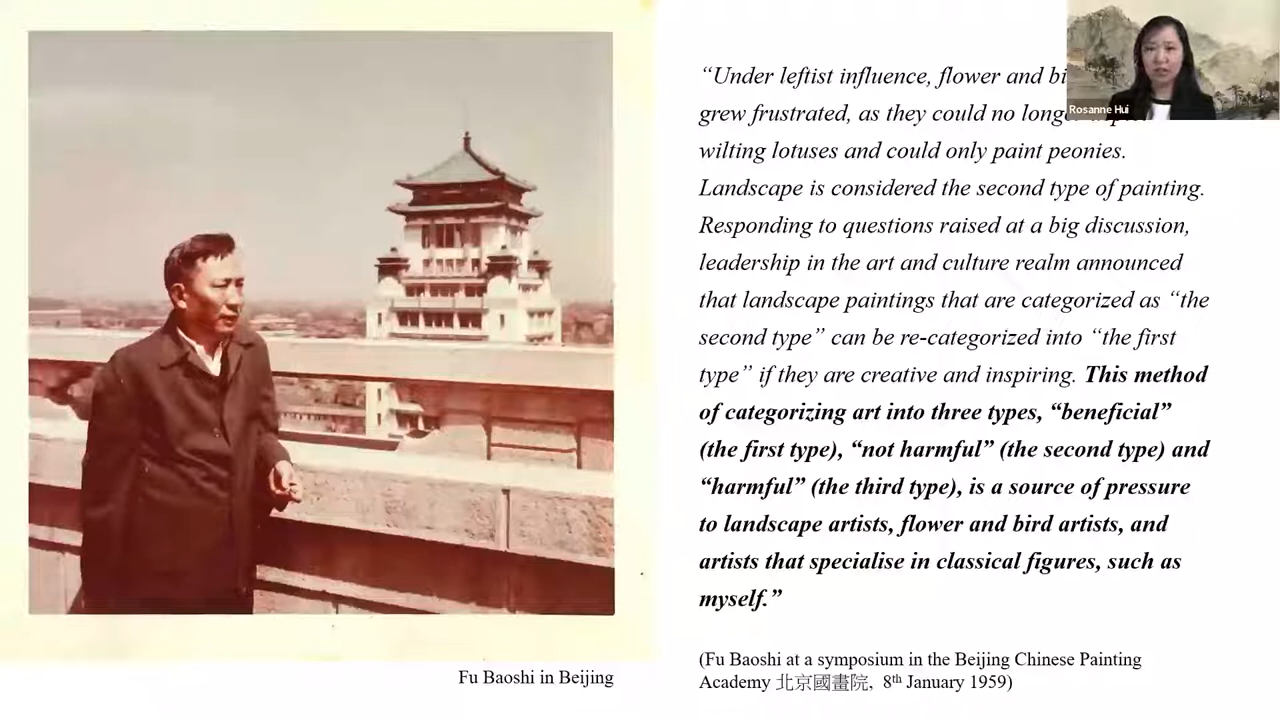 “Under leftist influence, flower and
grew frustrated, as they could no
wilting lotuses and could only paint peonies.
Landscape is considered the second type of painting.
Responding to questions raised at a big discussion,
leadership in the art and culture realm announced
that landscape paintings that are categorized as “the
second type” can be re-categorized into “the first
type” if they are creative and inspiring. This method
of categorizing art into three types, “beneficial”
(the first type), “not harmful” (the second type) and
“harmful” (the third type), is a source of pressure
to landscape artists, flower and bird artists, and
artists that specialise in classical figures, such as
myself.”
(Fu Baoshi at a symposium in the Beijing Chinese Painting
Academy 北京國畫院, 8th January 1959)
Fu Baoshi in Beijing
Rosanne Hui